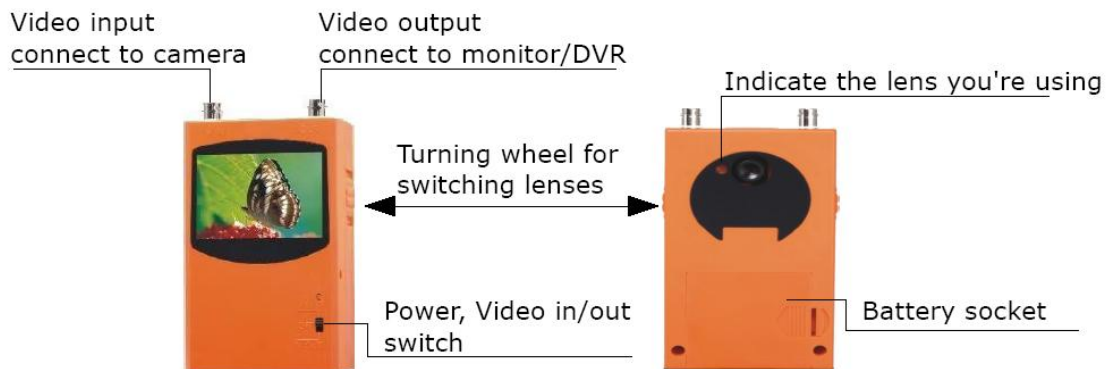 Video input
connect to camera
Video output
connect to monitor/DVR
Indicate the lens you're using
Turning wheel for
switching lenses
Power, Video in/out
switch
Battery socket